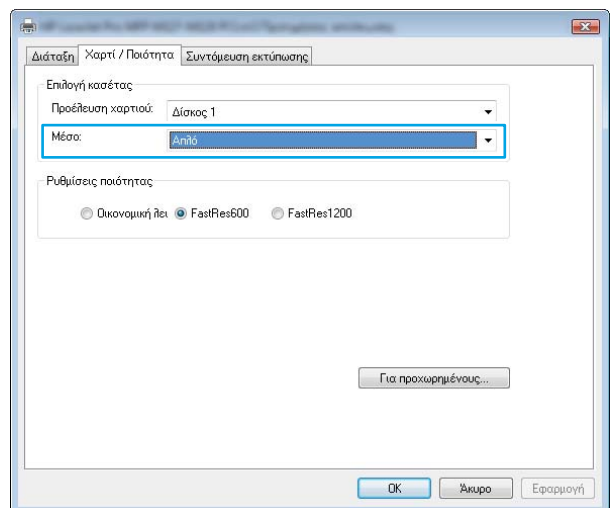 Διάταξη Χαρτί / Ποιότητα Συντόμευση εκτύπωσης
Επιλογή κασέτας
Προέλευση χαρτιού: Δίσκος 1
Μέσο: Απλό
Ρυθμίσεις ποιότητας
Οικονομική λει FastRes600 FastRes1200
Για προχωρημένους...
OK Άκυρο Εφαρμογή